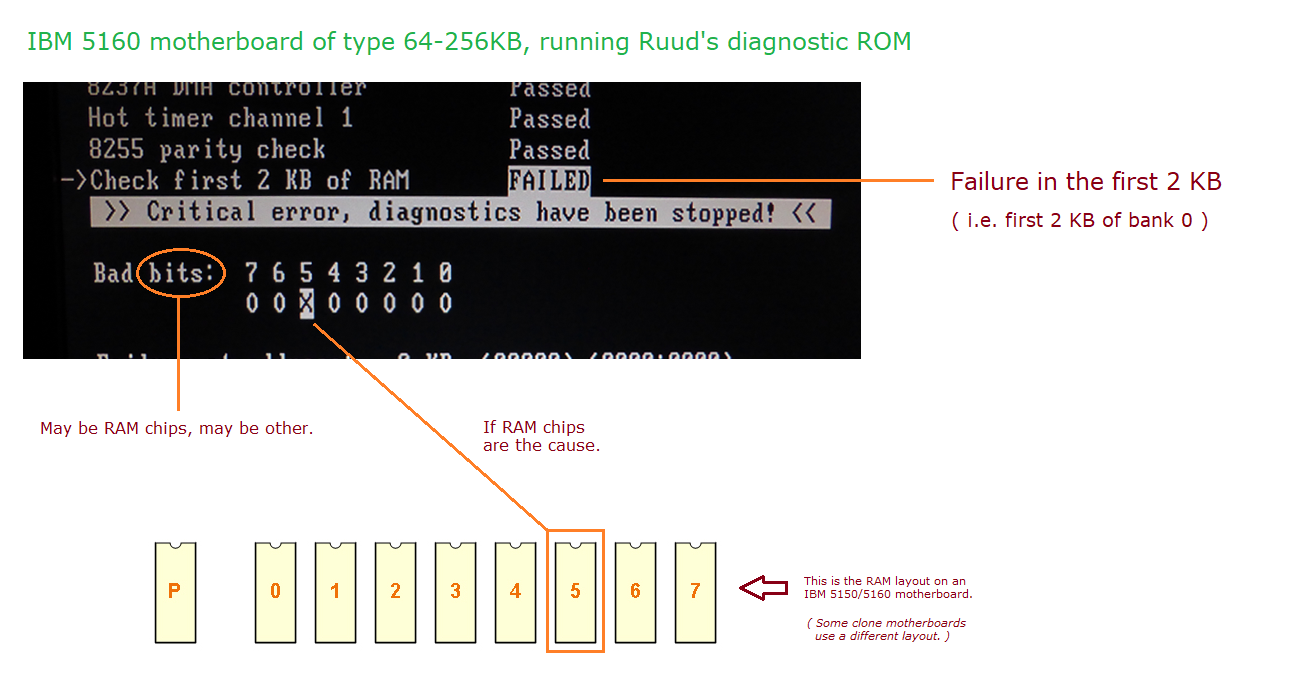 IBM 5160 motherboard of type 64-256KB, running Ruud's diagnostic ROM
8237A DMA controller Passed
Hot timer channel 1 Passed
8255 parity check Passed
->Check first 2 KB of RAM FAILED
>> Critical error, diagnostics have been stopped! <<
Failure in the first 2 KB
( i.e. first 2 KB of bank 0 )
Bad bits: 7 6 5 4 3 2 1 0
0 0 X 0 0 0 0 0
May be RAM chips, may be other.
If RAM chips
are the cause.
P 0 1 2 3 4 5 6 7
This is the RAM layout on an
IBM 5150/5160 motherboard.
( Some clone motherboards
use a different layout. )